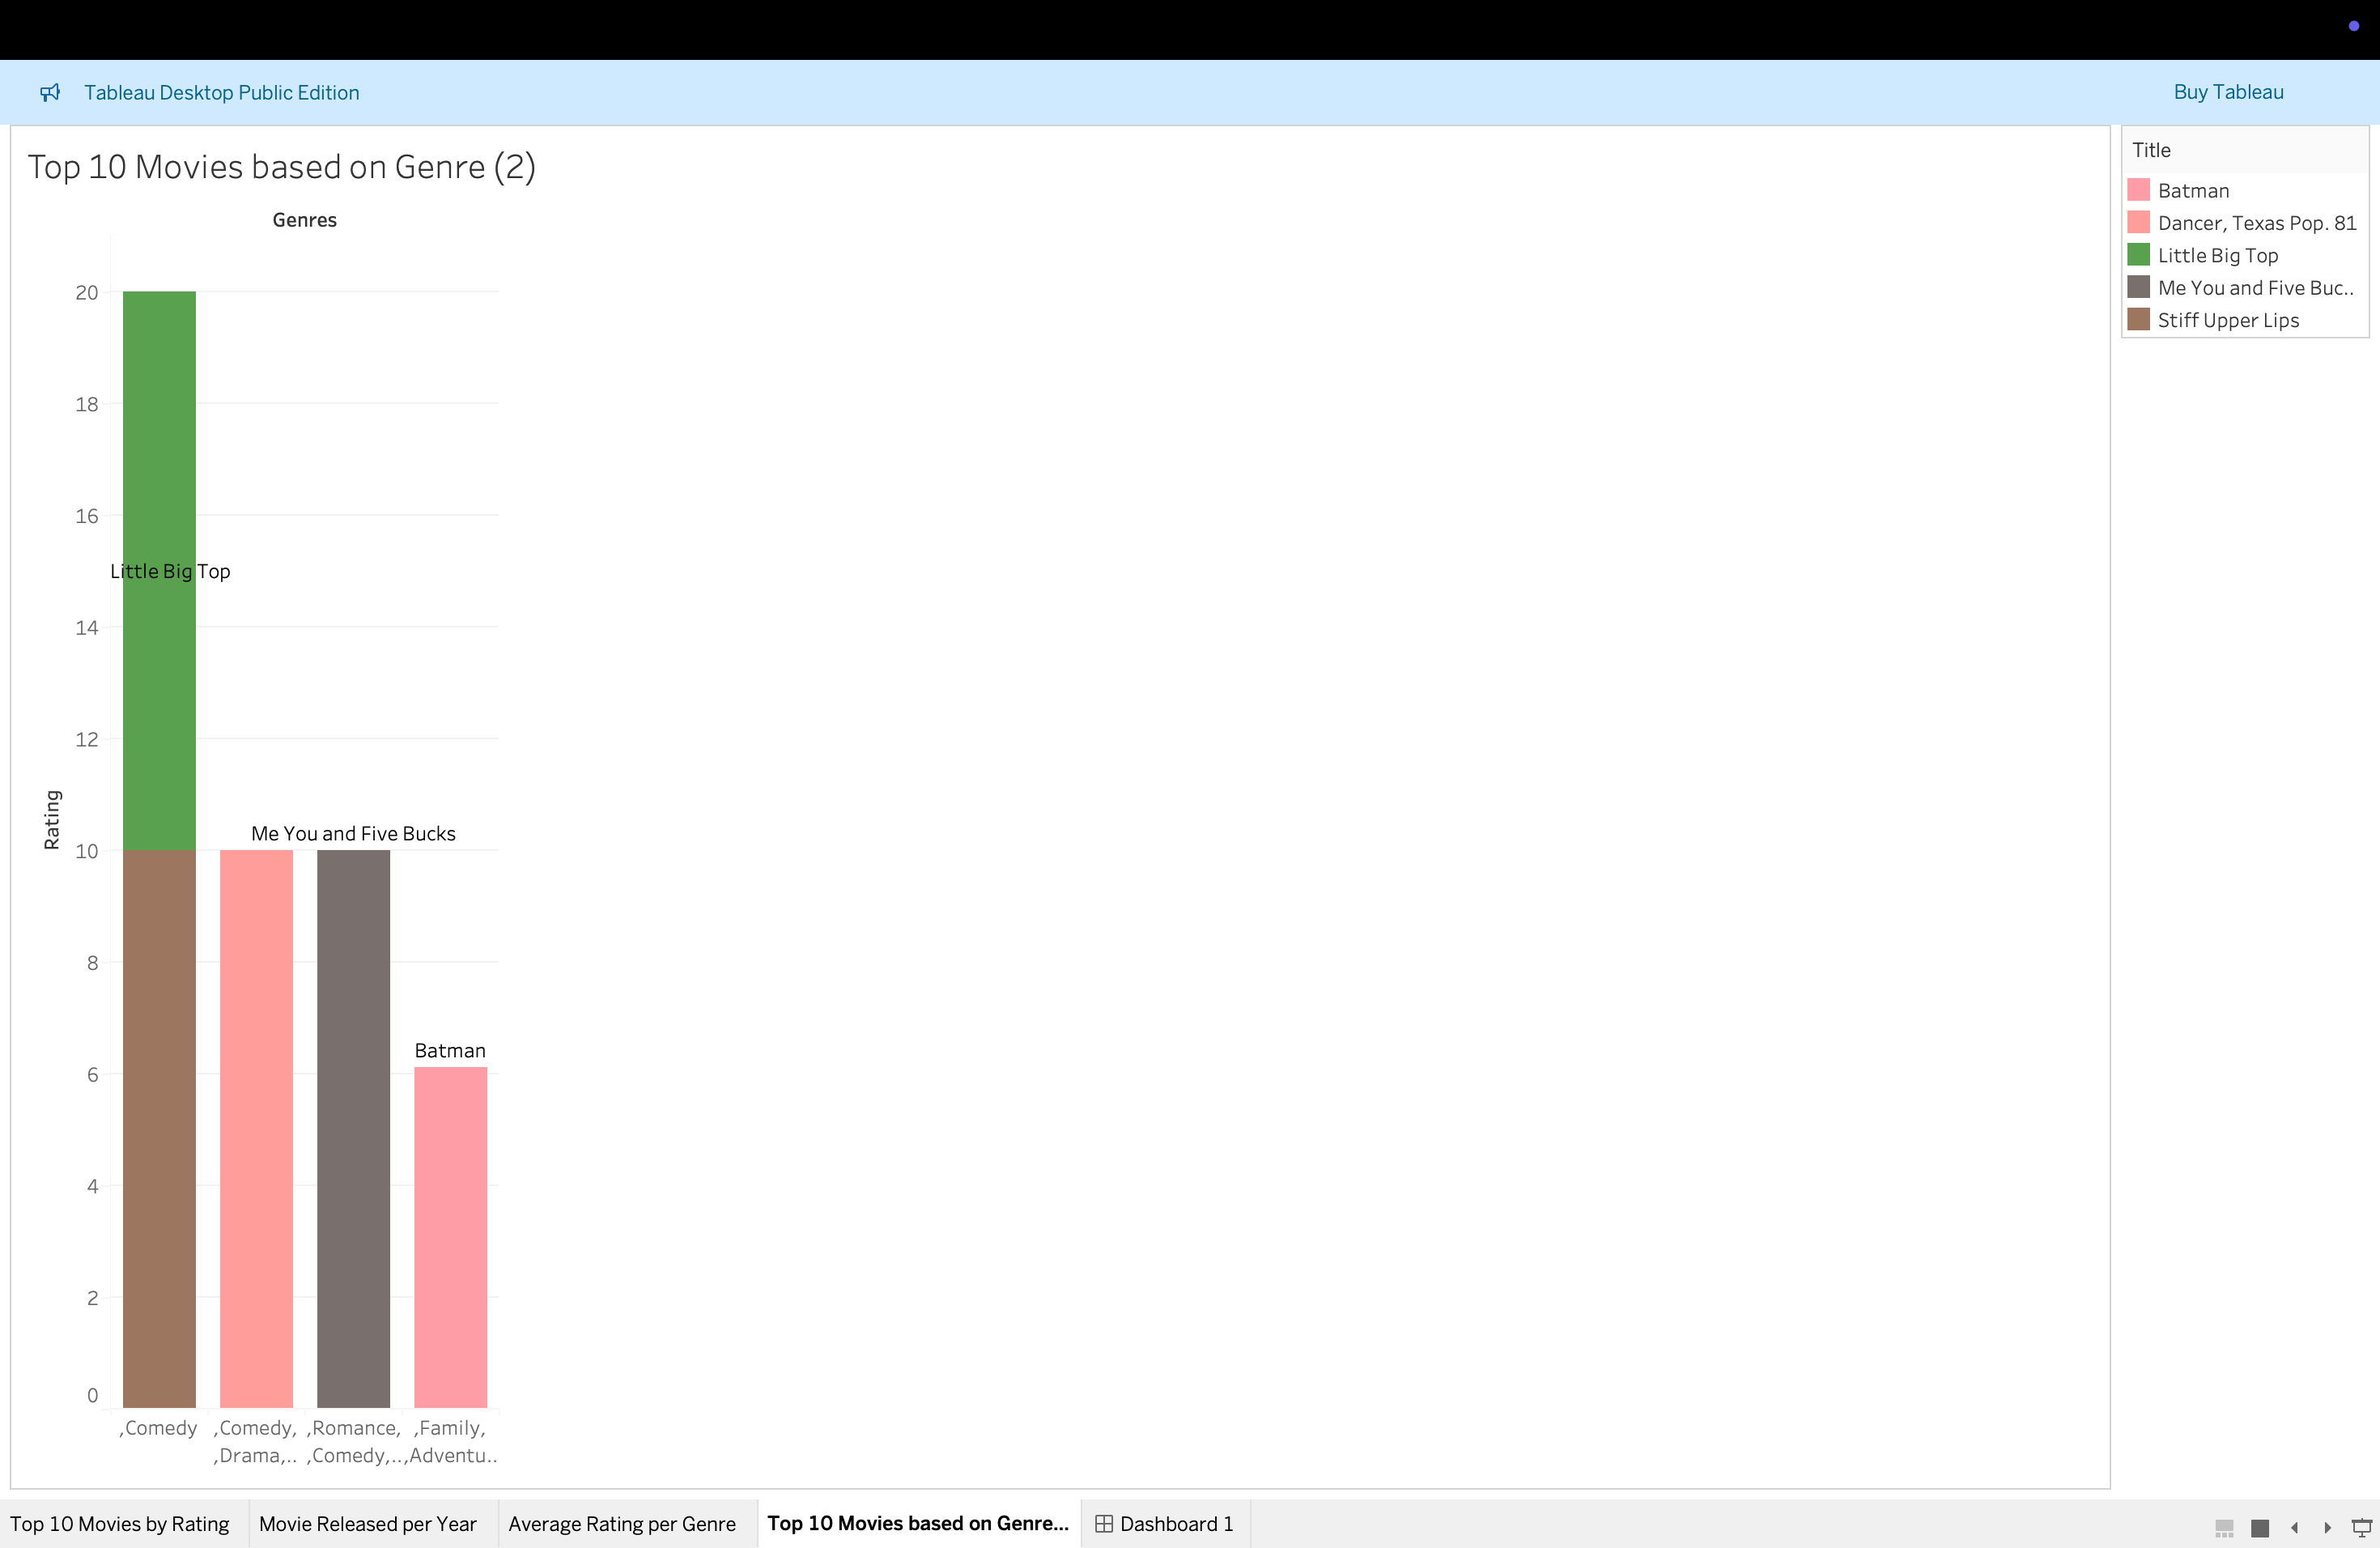 Tableau Desktop Public Edition
Buy Tableau
Top 10 Movies based on Genre (2)
Genres
Title
Batman
Dancer, Texas Pop. 81
Little Big Top
Me You and Five Buc..
Stiff Upper Lips
20
18
16
Little Big Top
14
12
Rating
Me You and Five Bucks
10
8
Batman
6
4
2
0
,Comedy
,Comedy, ,Drama,..
,Romance, ,Comedy,..
,Family, ,Adventu..
Top 10 Movies by Rating
Movie Released per Year
Average Rating per Genre
Top 10 Movies based on Genre...
Dashboard 1